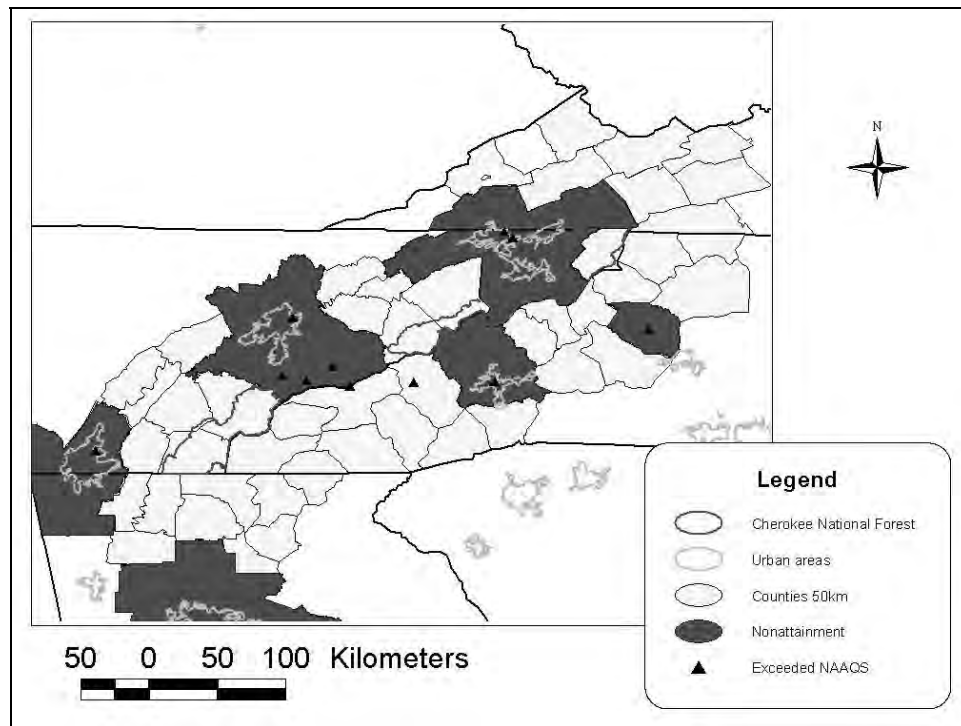 N
Legend
Cherokee National Forest
Urban areas
Counties 50km
Nonattainment
Exceeded NAAQS
50 0 50 100 Kilometers